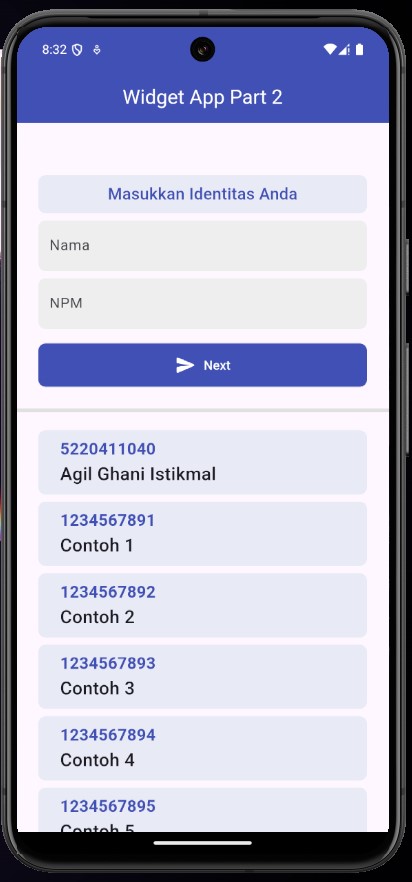 8:32
Widget App Part 2
Masukkan Identitas Anda
Nama
NPM
Next
5220411040
Agil Ghani Istikmal
1234567891
Contoh 1
1234567892
Contoh 2
1234567893
Contoh 3
1234567894
Contoh 4
1234567895
Contoh 5